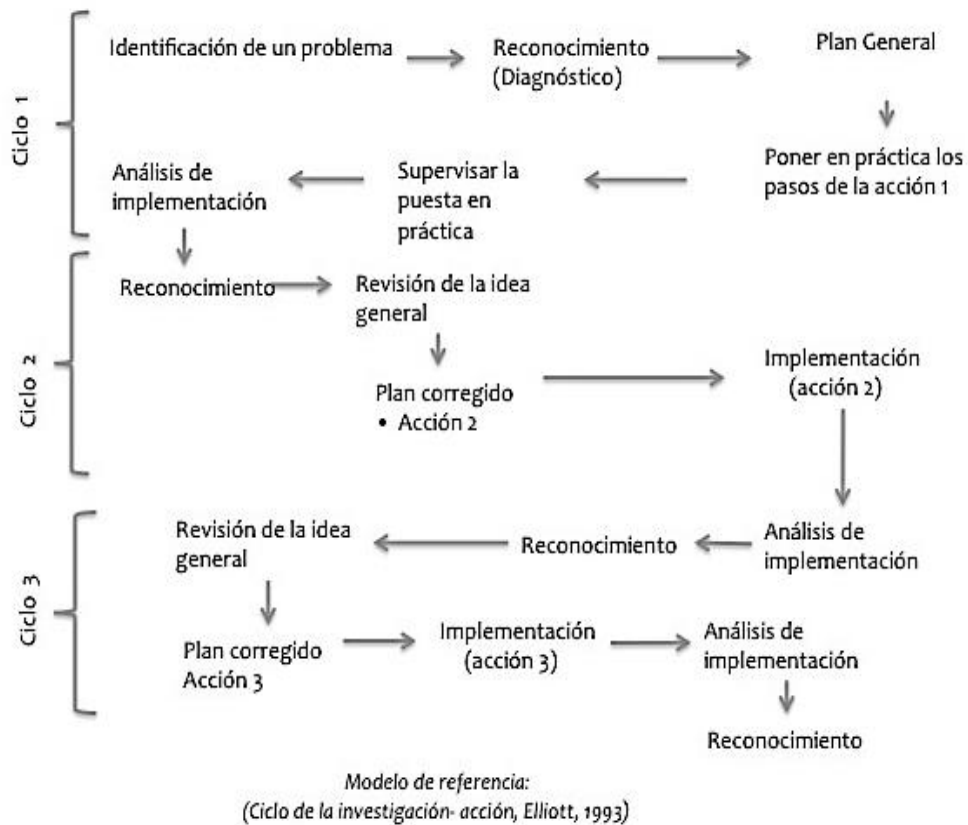 Ciclo 1
Identificación de un problema
Reconocimiento
(Diagnóstico)
Plan General
Poner en práctica los
pasos de la acción 1
Supervisar la
puesta en
práctica
Análisis de
implementación
Ciclo 2
Reconocimiento
Revisión de la idea
general
Plan corregido
• Acción 2
Implementación
(acción 2)
Análisis de
implementación
Ciclo 3
Reconocimiento
Revisión de la idea
general
Plan corregido
Acción 3
Implementación
(acción 3)
Análisis de
implementación
Reconocimiento
Modelo de referencia:
(Ciclo de la investigación- acción, Elliott, 1993)